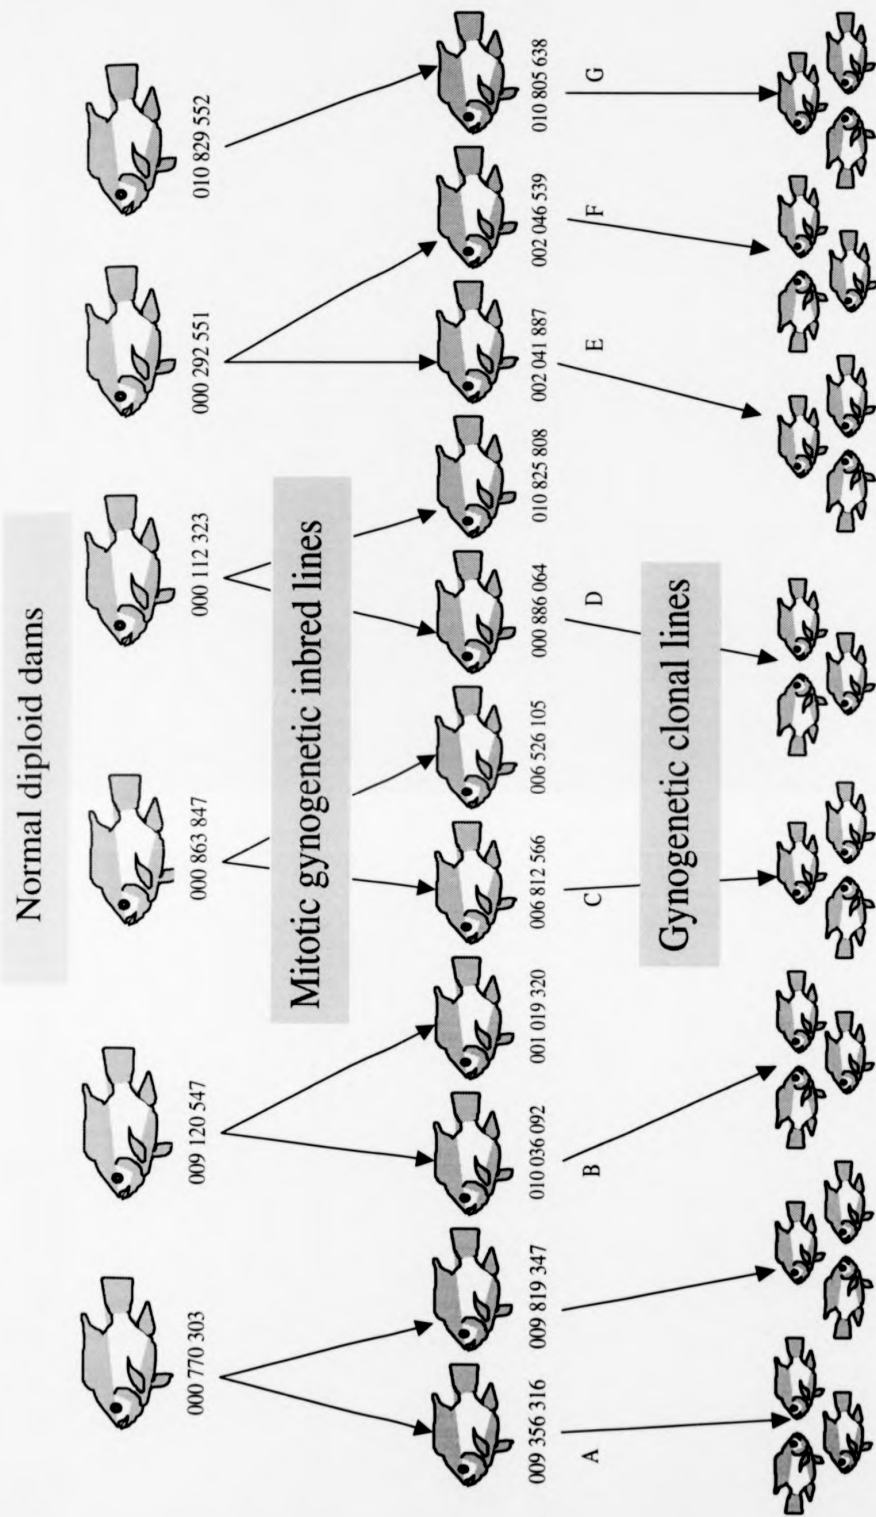 Normal diploid dams
000 770 303
009 120 547
000 863 847
000 112 323
000 292 551
010 829 552
Mitotic gynogenetic inbred lines
009 356 316
009 819 347
010 036 092
001 019 320
006 812 566
006 526 105
000 886 064
010 825 808
002 041 887
002 046 539
010 805 638
A
B
C
D
E
F
G
Gynogenetic clonal lines